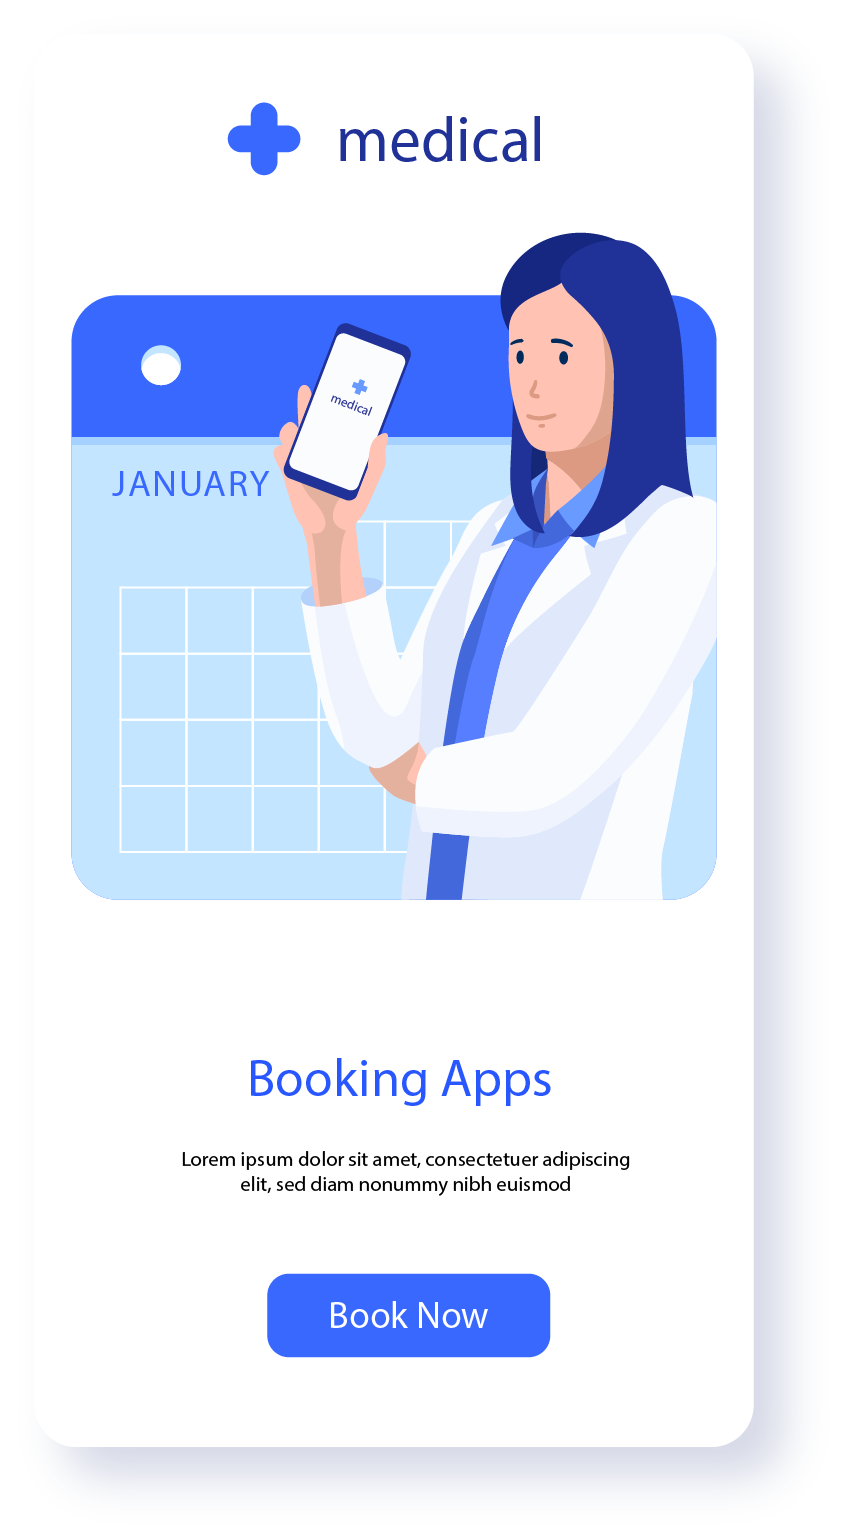 medical
medical
JANUARY
Booking Apps
Lorem ipsum dolor sit amet, consectetuer adipiscing
elit, sed diam nonummy nibh euismod
Book Now